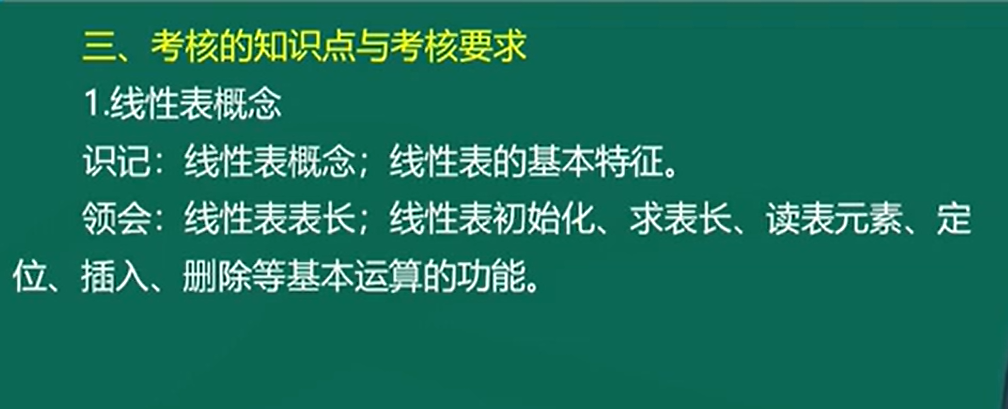 三、考核的知识点与考核要求
1.线性表概念
识记：线性表概念；线性表的基本特征。
领会：线性表表长；线性表初始化、求表长、读表元素、定
位、插入、删除等基本运算的功能。